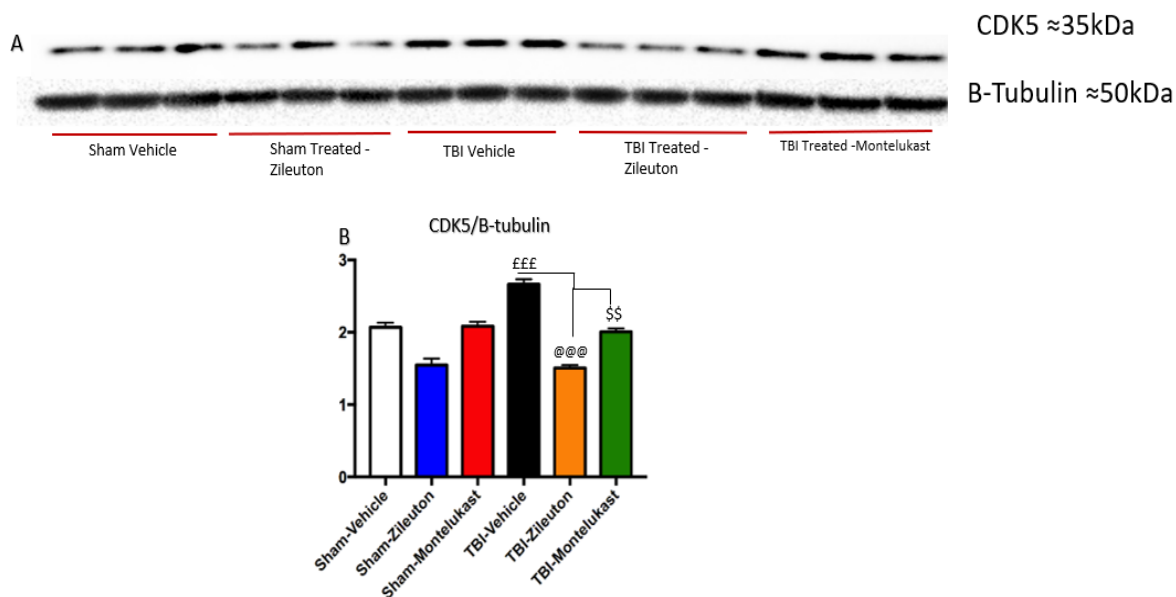 A
CDK5 ≈35kDa
B-Tubulin ≈50kDa
Sham Vehicle
Sham Treated -
Zileuton
TBI Vehicle
TBI Treated -
Zileuton
TBI Treated -Montelukast
B
CDK5/B-tubulin
3
2
1
0
£££
@@@
$$
Sham-Vehicle
Sham-Zileuton
Sham-Montelukast
TBI-Vehicle
TBI-Zileuton
TBI-Montelukast